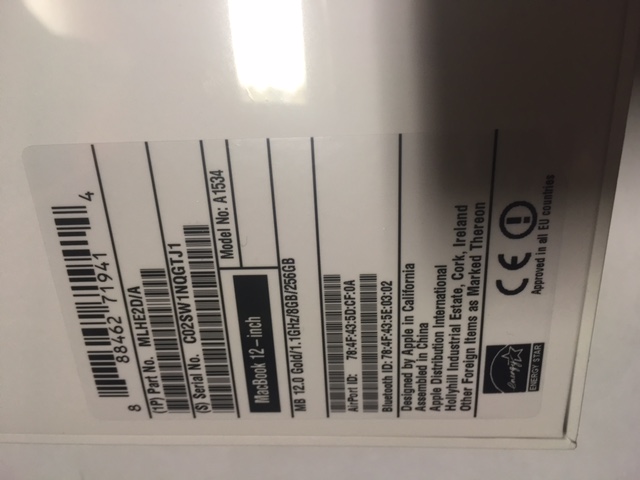 8 88462 71941 4
(1P) Part No. MLHE2D/A
(S) Serial No. C02SW1NQGTJ1
Model No: A1534
MacBook 12-inch
MB 12.0 Gold/1.1GHz/8GB/256GB
AirPort ID: 78:4F:43:5D:CF:0A
Bluetooth ID: 78:4F:43:5E:03:02
Designed by Apple in California
Assembled in China
Apple Distribution International
Hollyhill Industrial Estate, Cork, Ireland
Other Foreign Items as Marked Thereon
CE
Approved in all EU countries
energy
ENERGY STAR